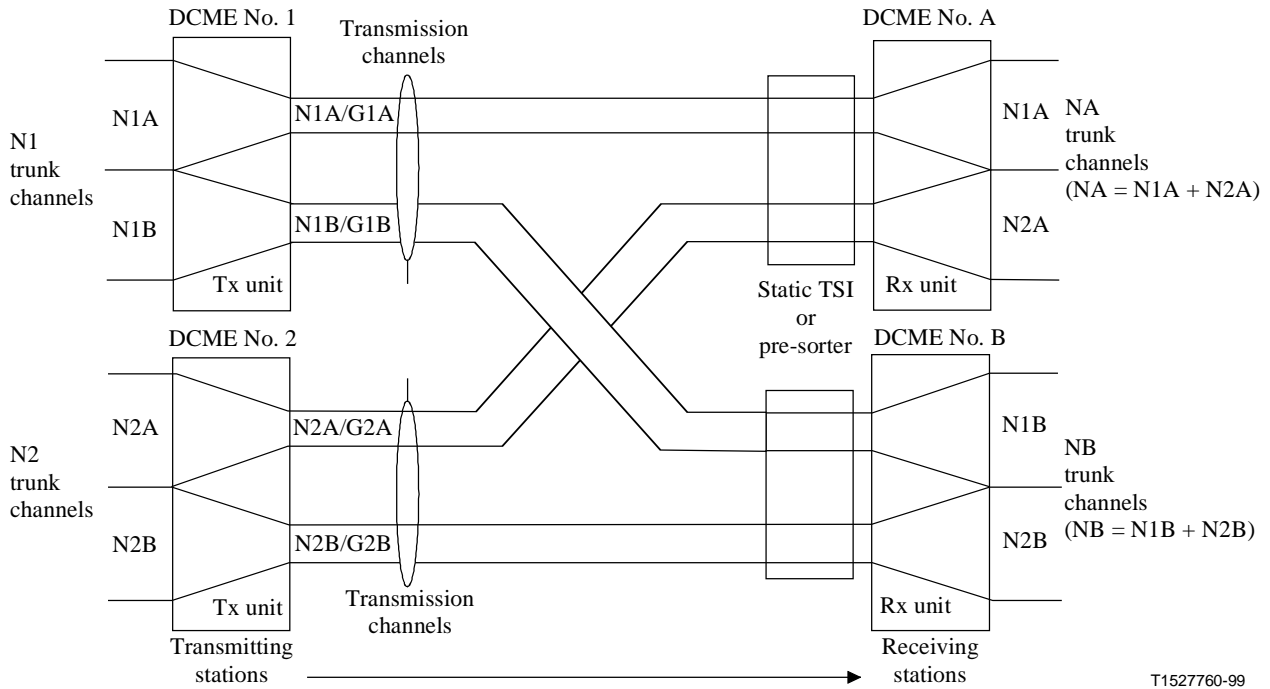 DCME No. 1
Transmission
channels
DCME No. A
N1
trunk
channels
N1A
N1B
N1A/G1A
N1B/G1B
Tx unit
Static TSI
or
pre-sorter
N1A
N2A
Rx unit
NA
trunk
channels
(NA = N1A + N2A)
DCME No. 2
DCME No. B
N2
trunk
channels
N2A
N2B
N2A/G2A
N2B/G2B
Tx unit
Transmission
channels
N1B
N2B
Rx unit
NB
trunk
channels
(NB = N1B + N2B)
Transmitting
stations
Receiving
stations
T1527760-99